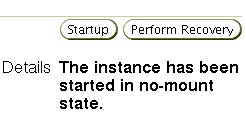 Startup Perform Recovery
Details The instance has been
started in no-mount
state.